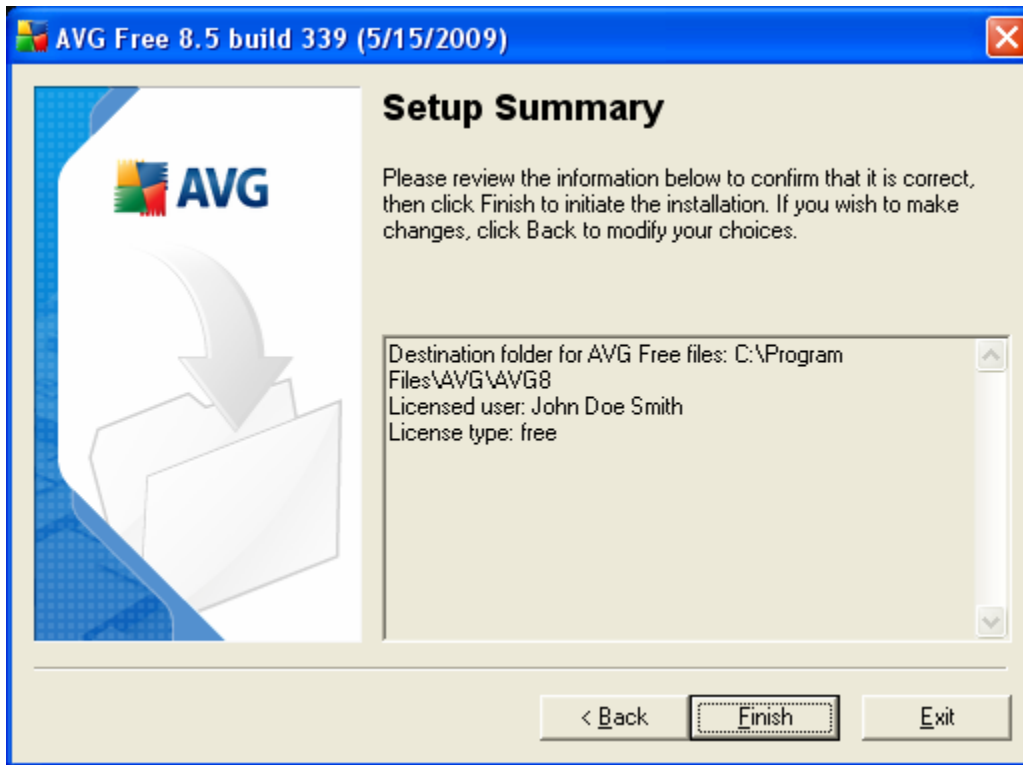 AVG Free 8.5 build 339 (5/15/2009)
AVG
Setup Summary
Please review the information below to confirm that it is correct,
then click Finish to initiate the installation. If you wish to make
changes, click Back to modify your choices.
Destination folder for AVG Free files: C:\Program
Files\AVG\AVG8
Licensed user: John Doe Smith
License type: free
< Back
Finish
Exit